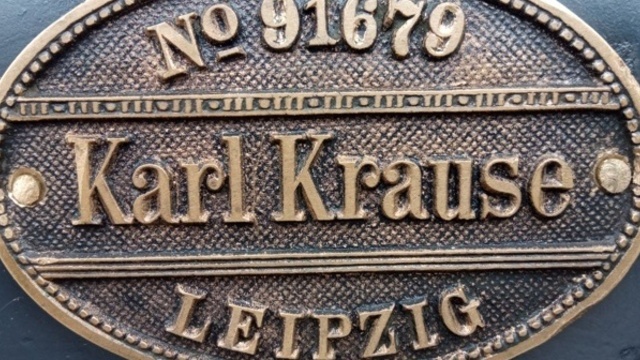 No 91679
Karl Krause
LEIPZIG